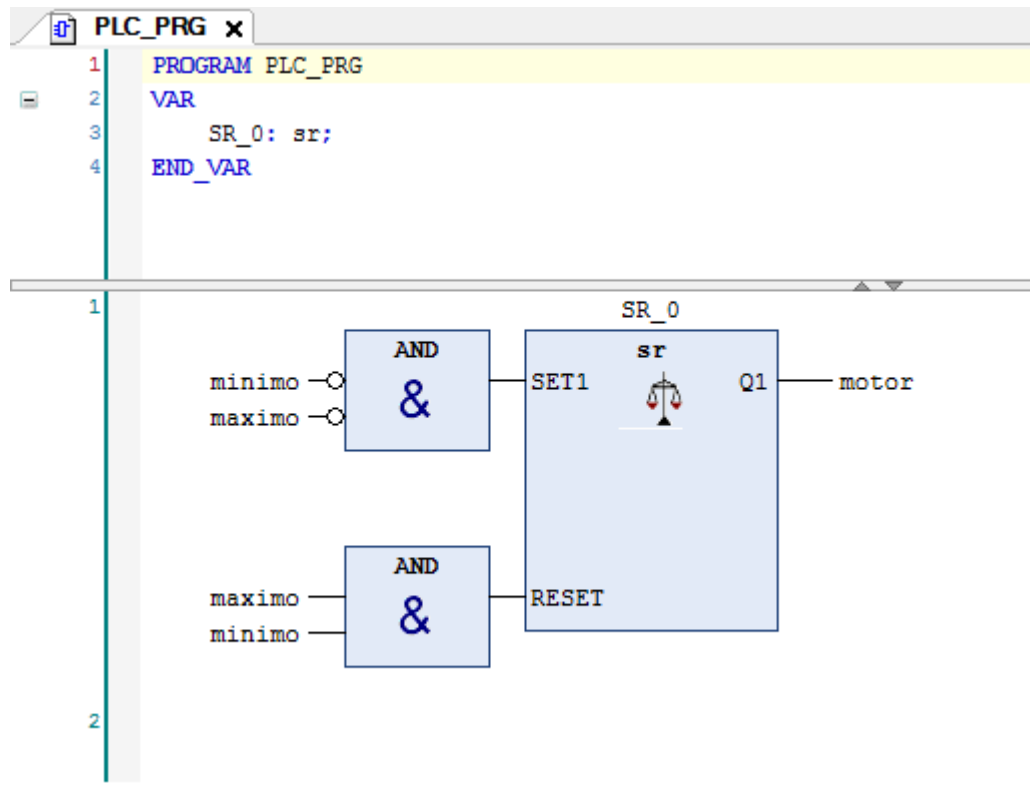 PLC_PRG x
1 PROGRAM PLC_PRG
2 VAR
3 SR_0: sr;
4 END_VAR
1
SR_0
AND
sr
minimo
&
SET1
Q1
motor
maximo
AND
maximo
&
RESET
minimo
2